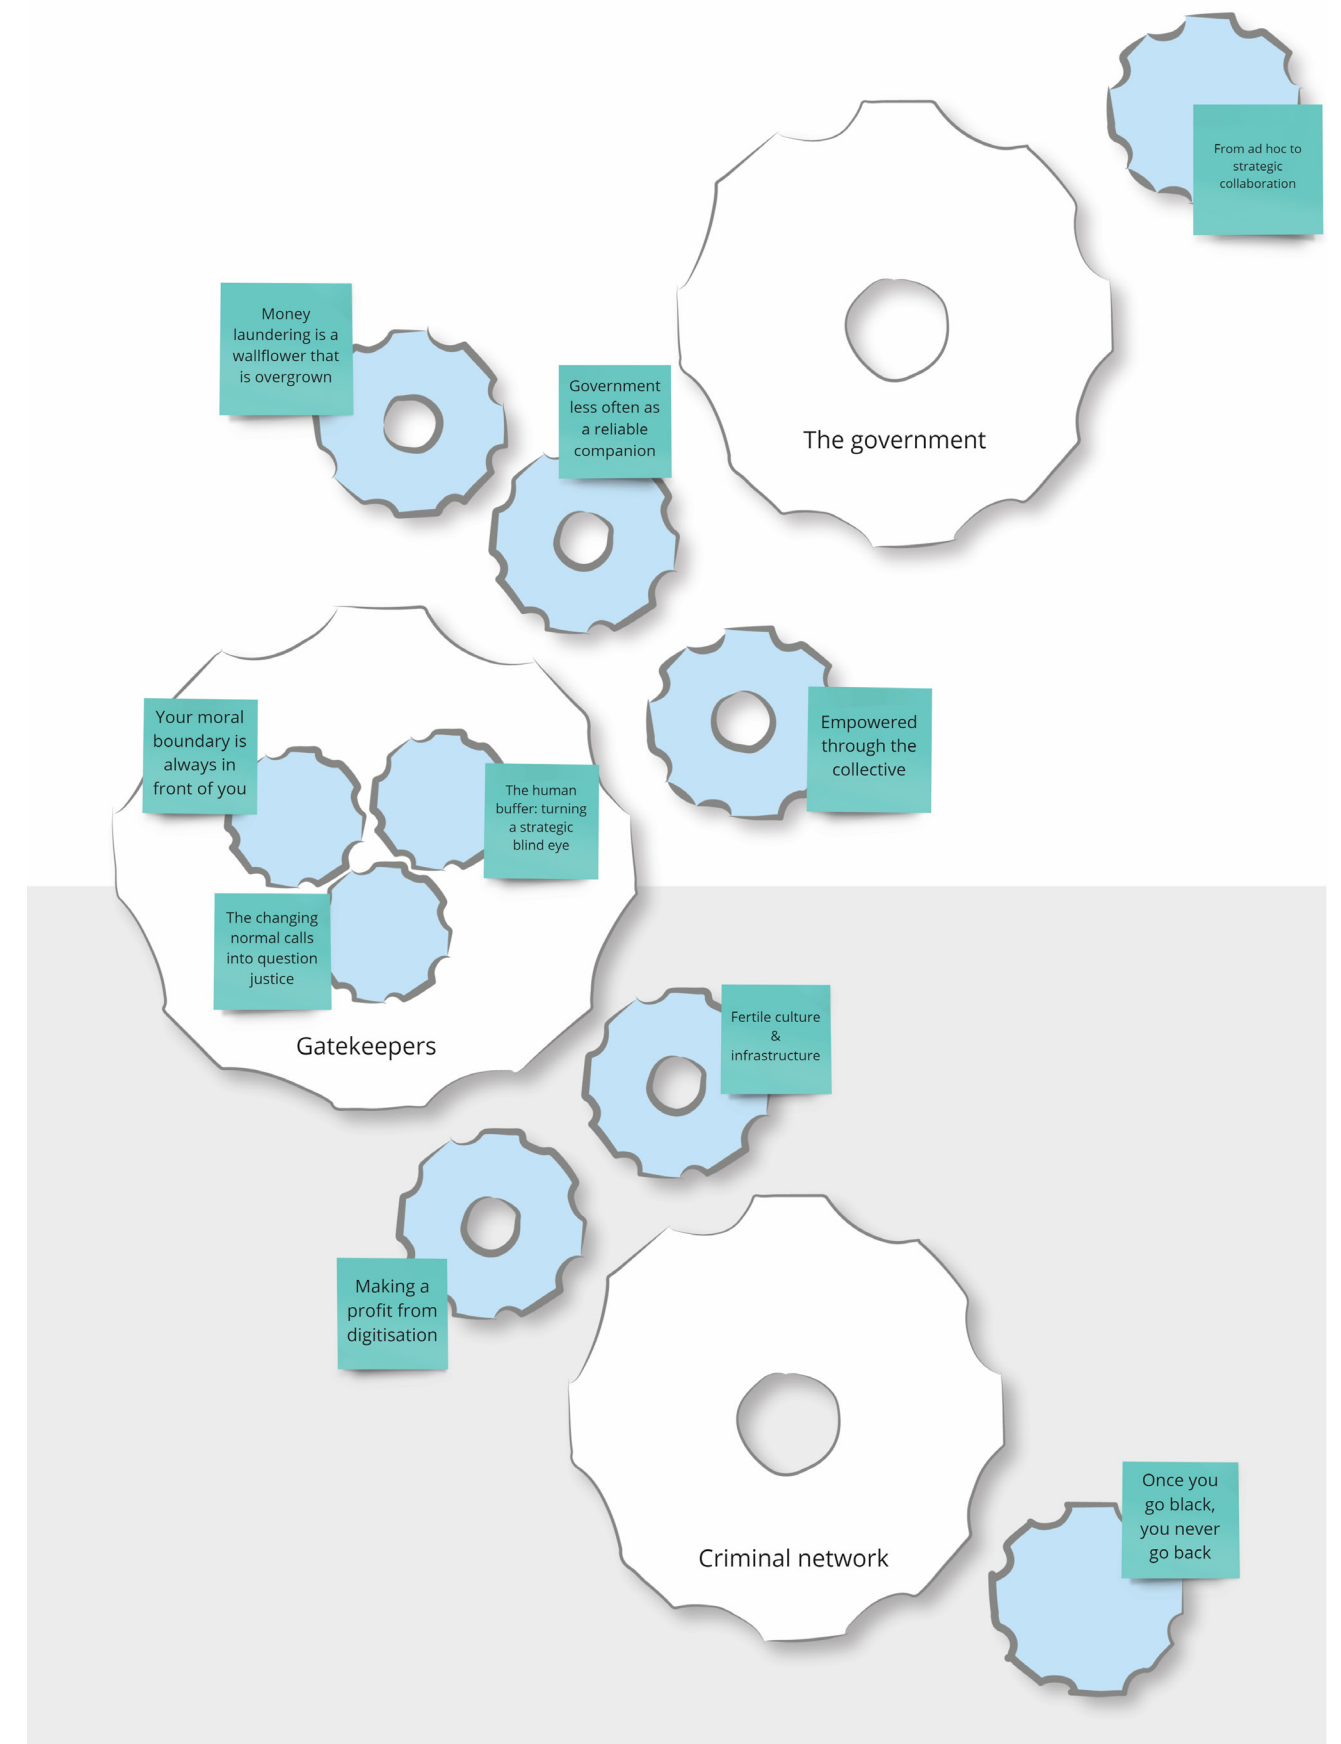 From ad hoc to
strategic
collaboration
Money
laundering is a
wallflower that
is overgrown
Government
less often as
a reliable
companion
The government
Your moral
boundary is
always in
front of you
Empowered
through the
collective
The human
buffer: turning
a strategic
blind eye
The changing
normal calls
into question
justice
Gatekeepers
Fertile culture
&
infrastructure
Making a
profit from
digitisation
Once you
go black,
you never
go back
Criminal network